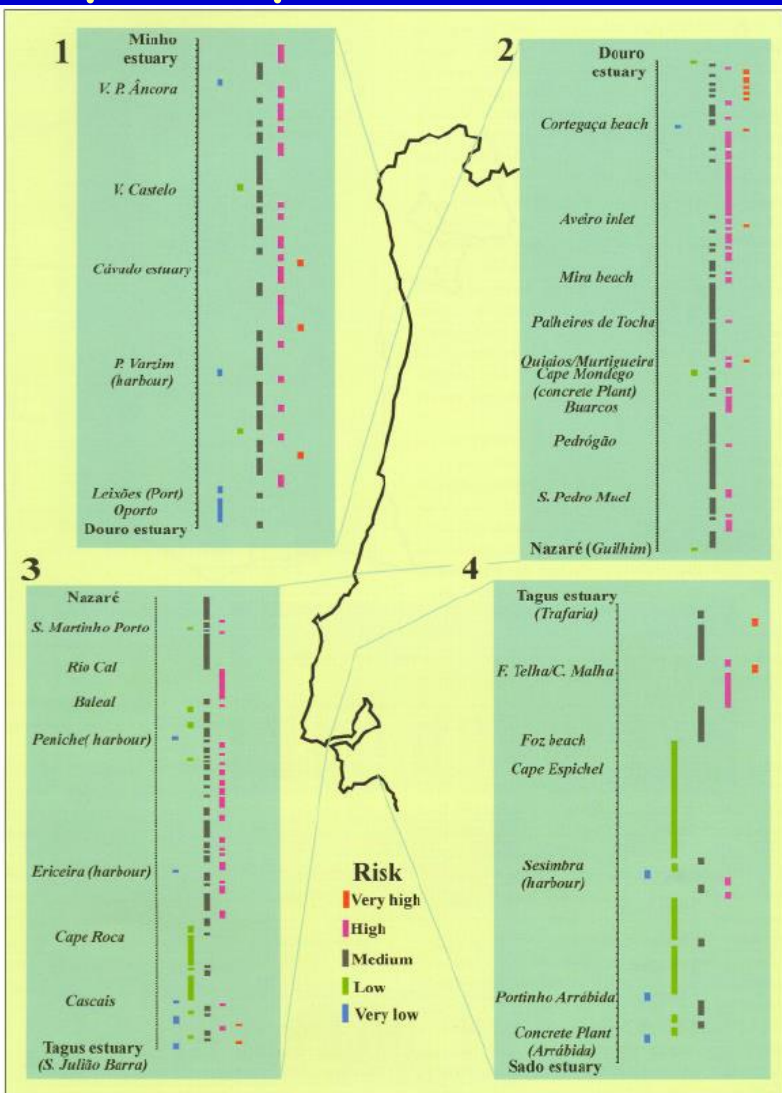 1
Minho
estuary
V. P. Âncora
V. Castelo
Cávado estuary
P. Varzim
(harbour)
Leixões (Port)
Oporto
Douro estuary
2
Douro
estuary
Cortegaça beach
Aveiro inlet
Mira beach
Palheiros de Tocha
Quiaios/Murtigueira
Cape Mondego
(concrete Plant)
Buarcos
Pedrógão
S. Pedro Muel
Nazaré (Guilhim)
3
Nazaré
S. Martinho Porto
Rio Cal
Baleal
Peniche( harbour)
Ericeira (harbour)
Cape Roca
Cascais
Tagus estuary
(S. Julião Barra)
4
Tagus estuary
(Trafaria)
F. Telha/C. Malha
Foz beach
Cape Espichel
Sesimbra
(harbour)
Portinho Arrábida
Concrete Plant
(Arrábida)
Sado estuary
Risk
Very high
High
Medium
Low
Very low